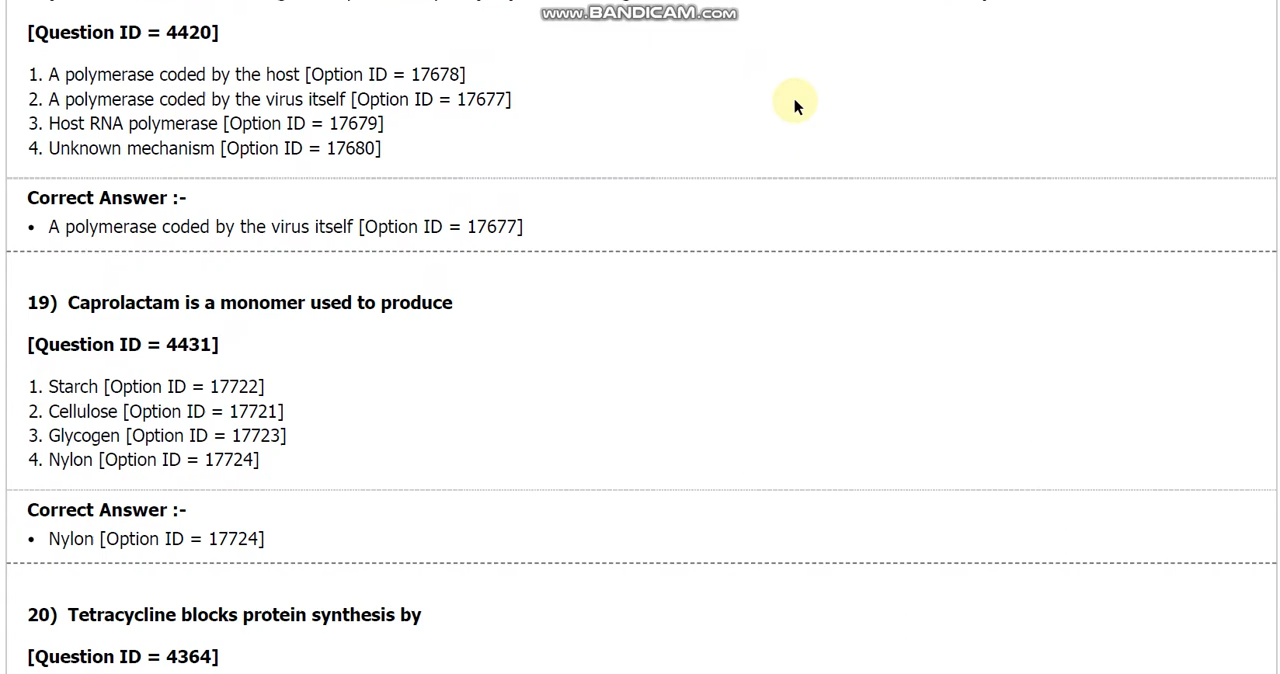 www.BANDICAM.com
[Question ID = 4420]
1. A polymerase coded by the host [Option ID = 17678]
2. A polymerase coded by the virus itself [Option ID = 17677]
3. Host RNA polymerase [Option ID = 17679]
4. Unknown mechanism [Option ID = 17680]
Correct Answer :-
• A polymerase coded by the virus itself [Option ID = 17677]
19) Caprolactam is a monomer used to produce
[Question ID = 4431]
1. Starch [Option ID = 17722]
2. Cellulose [Option ID = 17721]
3. Glycogen [Option ID = 17723]
4. Nylon [Option ID = 17724]
Correct Answer :-
• Nylon [Option ID = 17724]
20) Tetracycline blocks protein synthesis by
[Question ID = 4364]